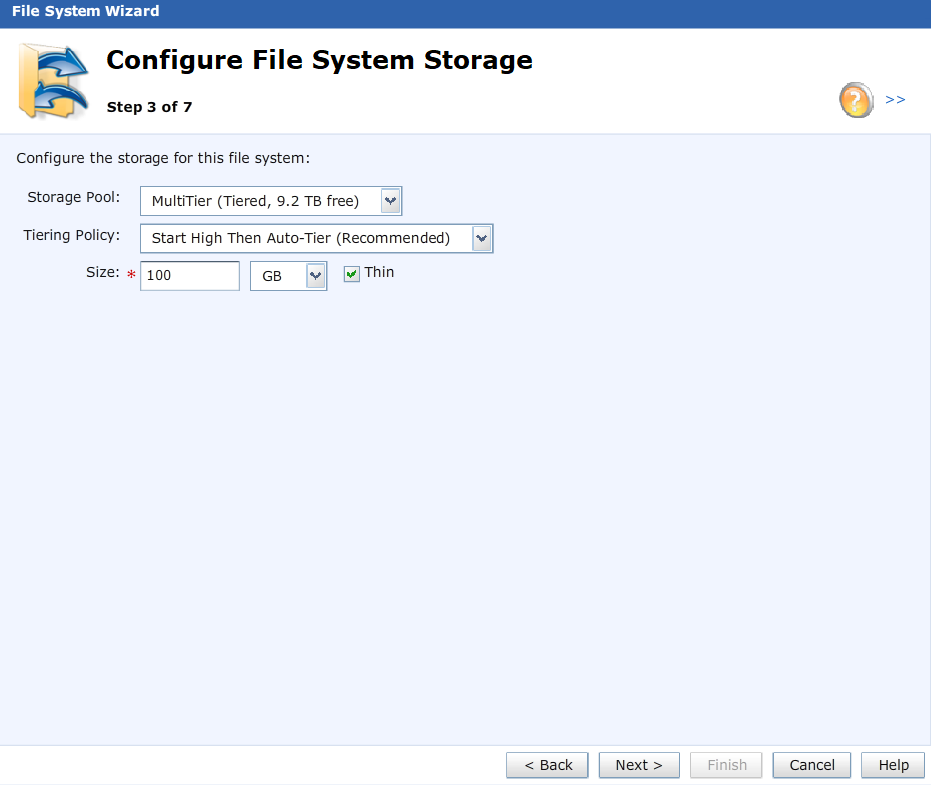 File System Wizard
Configure File System Storage
Step 3 of 7
? >>
Configure the storage for this file system:
Storage Pool: MultiTier (Tiered, 9.2 TB free)
Tiering Policy: Start High Then Auto-Tier (Recommended)
Size: * 100 GB Thin
< Back Next > Finish Cancel Help